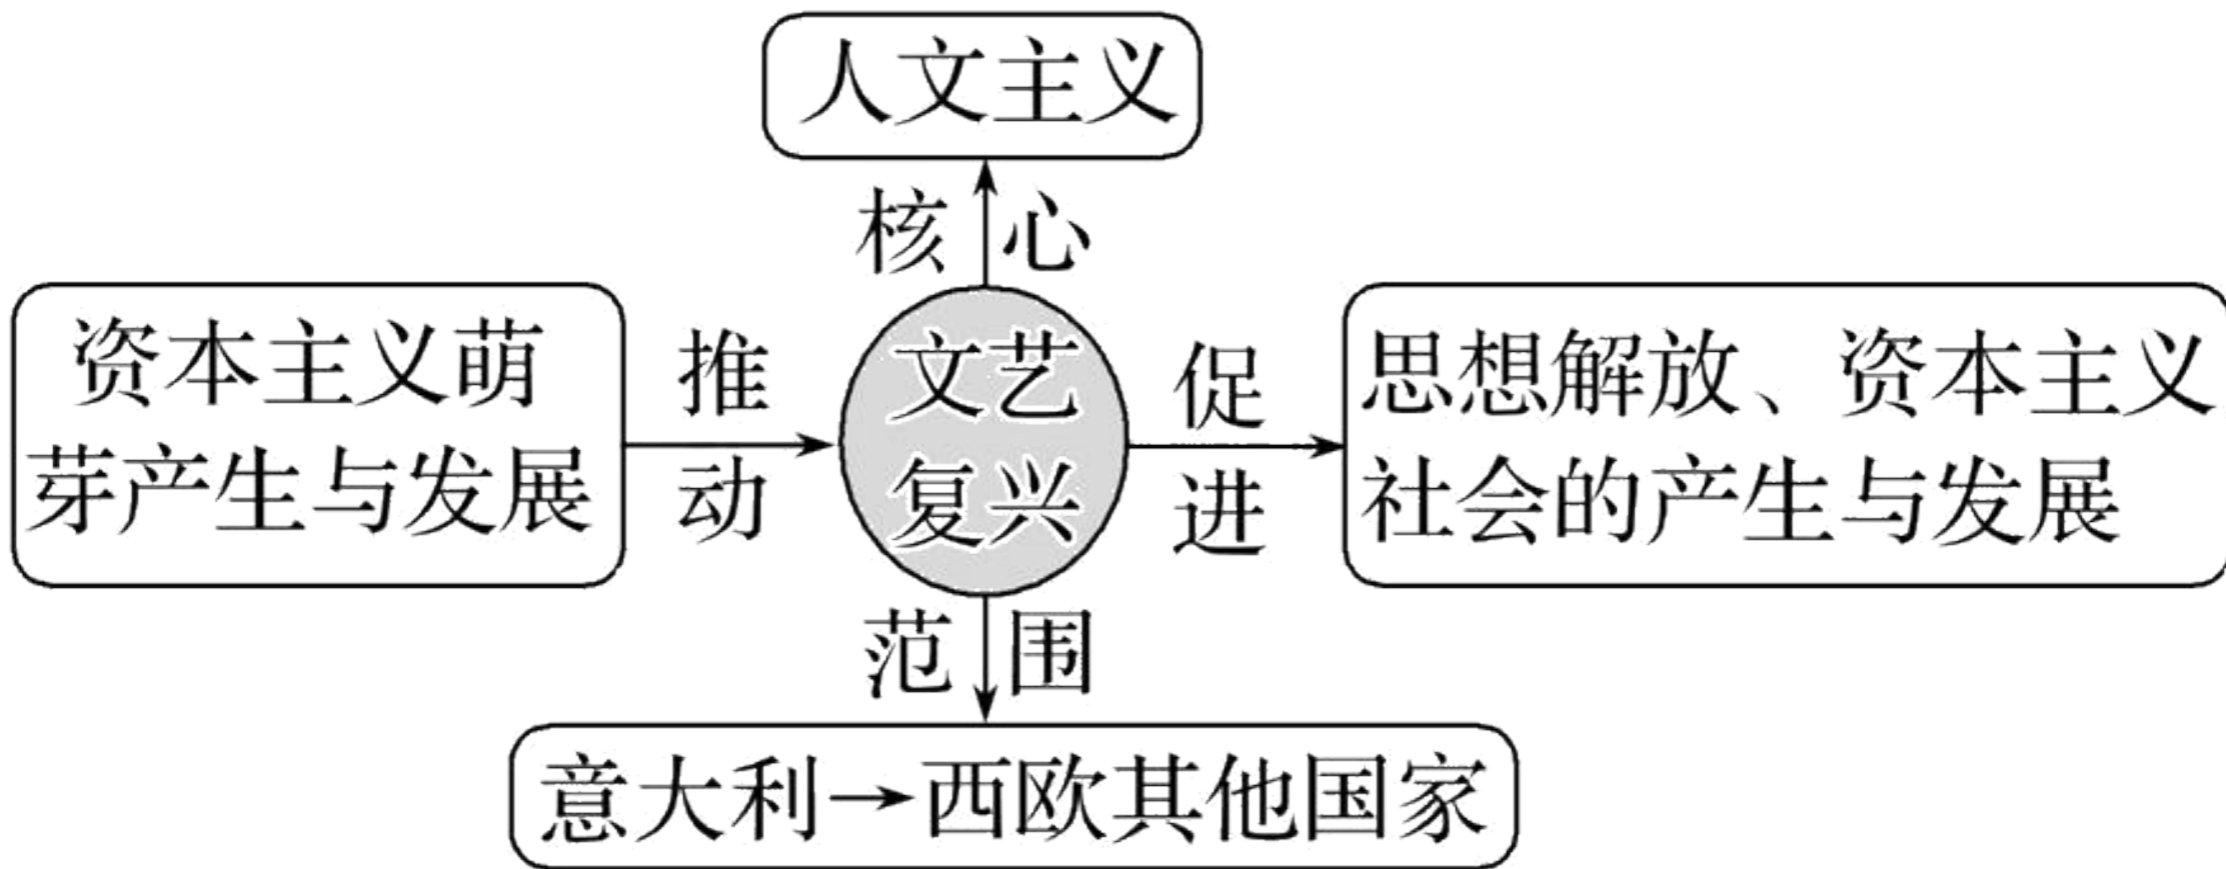 人文主义
核心
资本主义萌
芽产生与发展
推
动
文艺
复兴
促
进
思想解放、资本主义
社会的产生与发展
范围
意大利→西欧其他国家